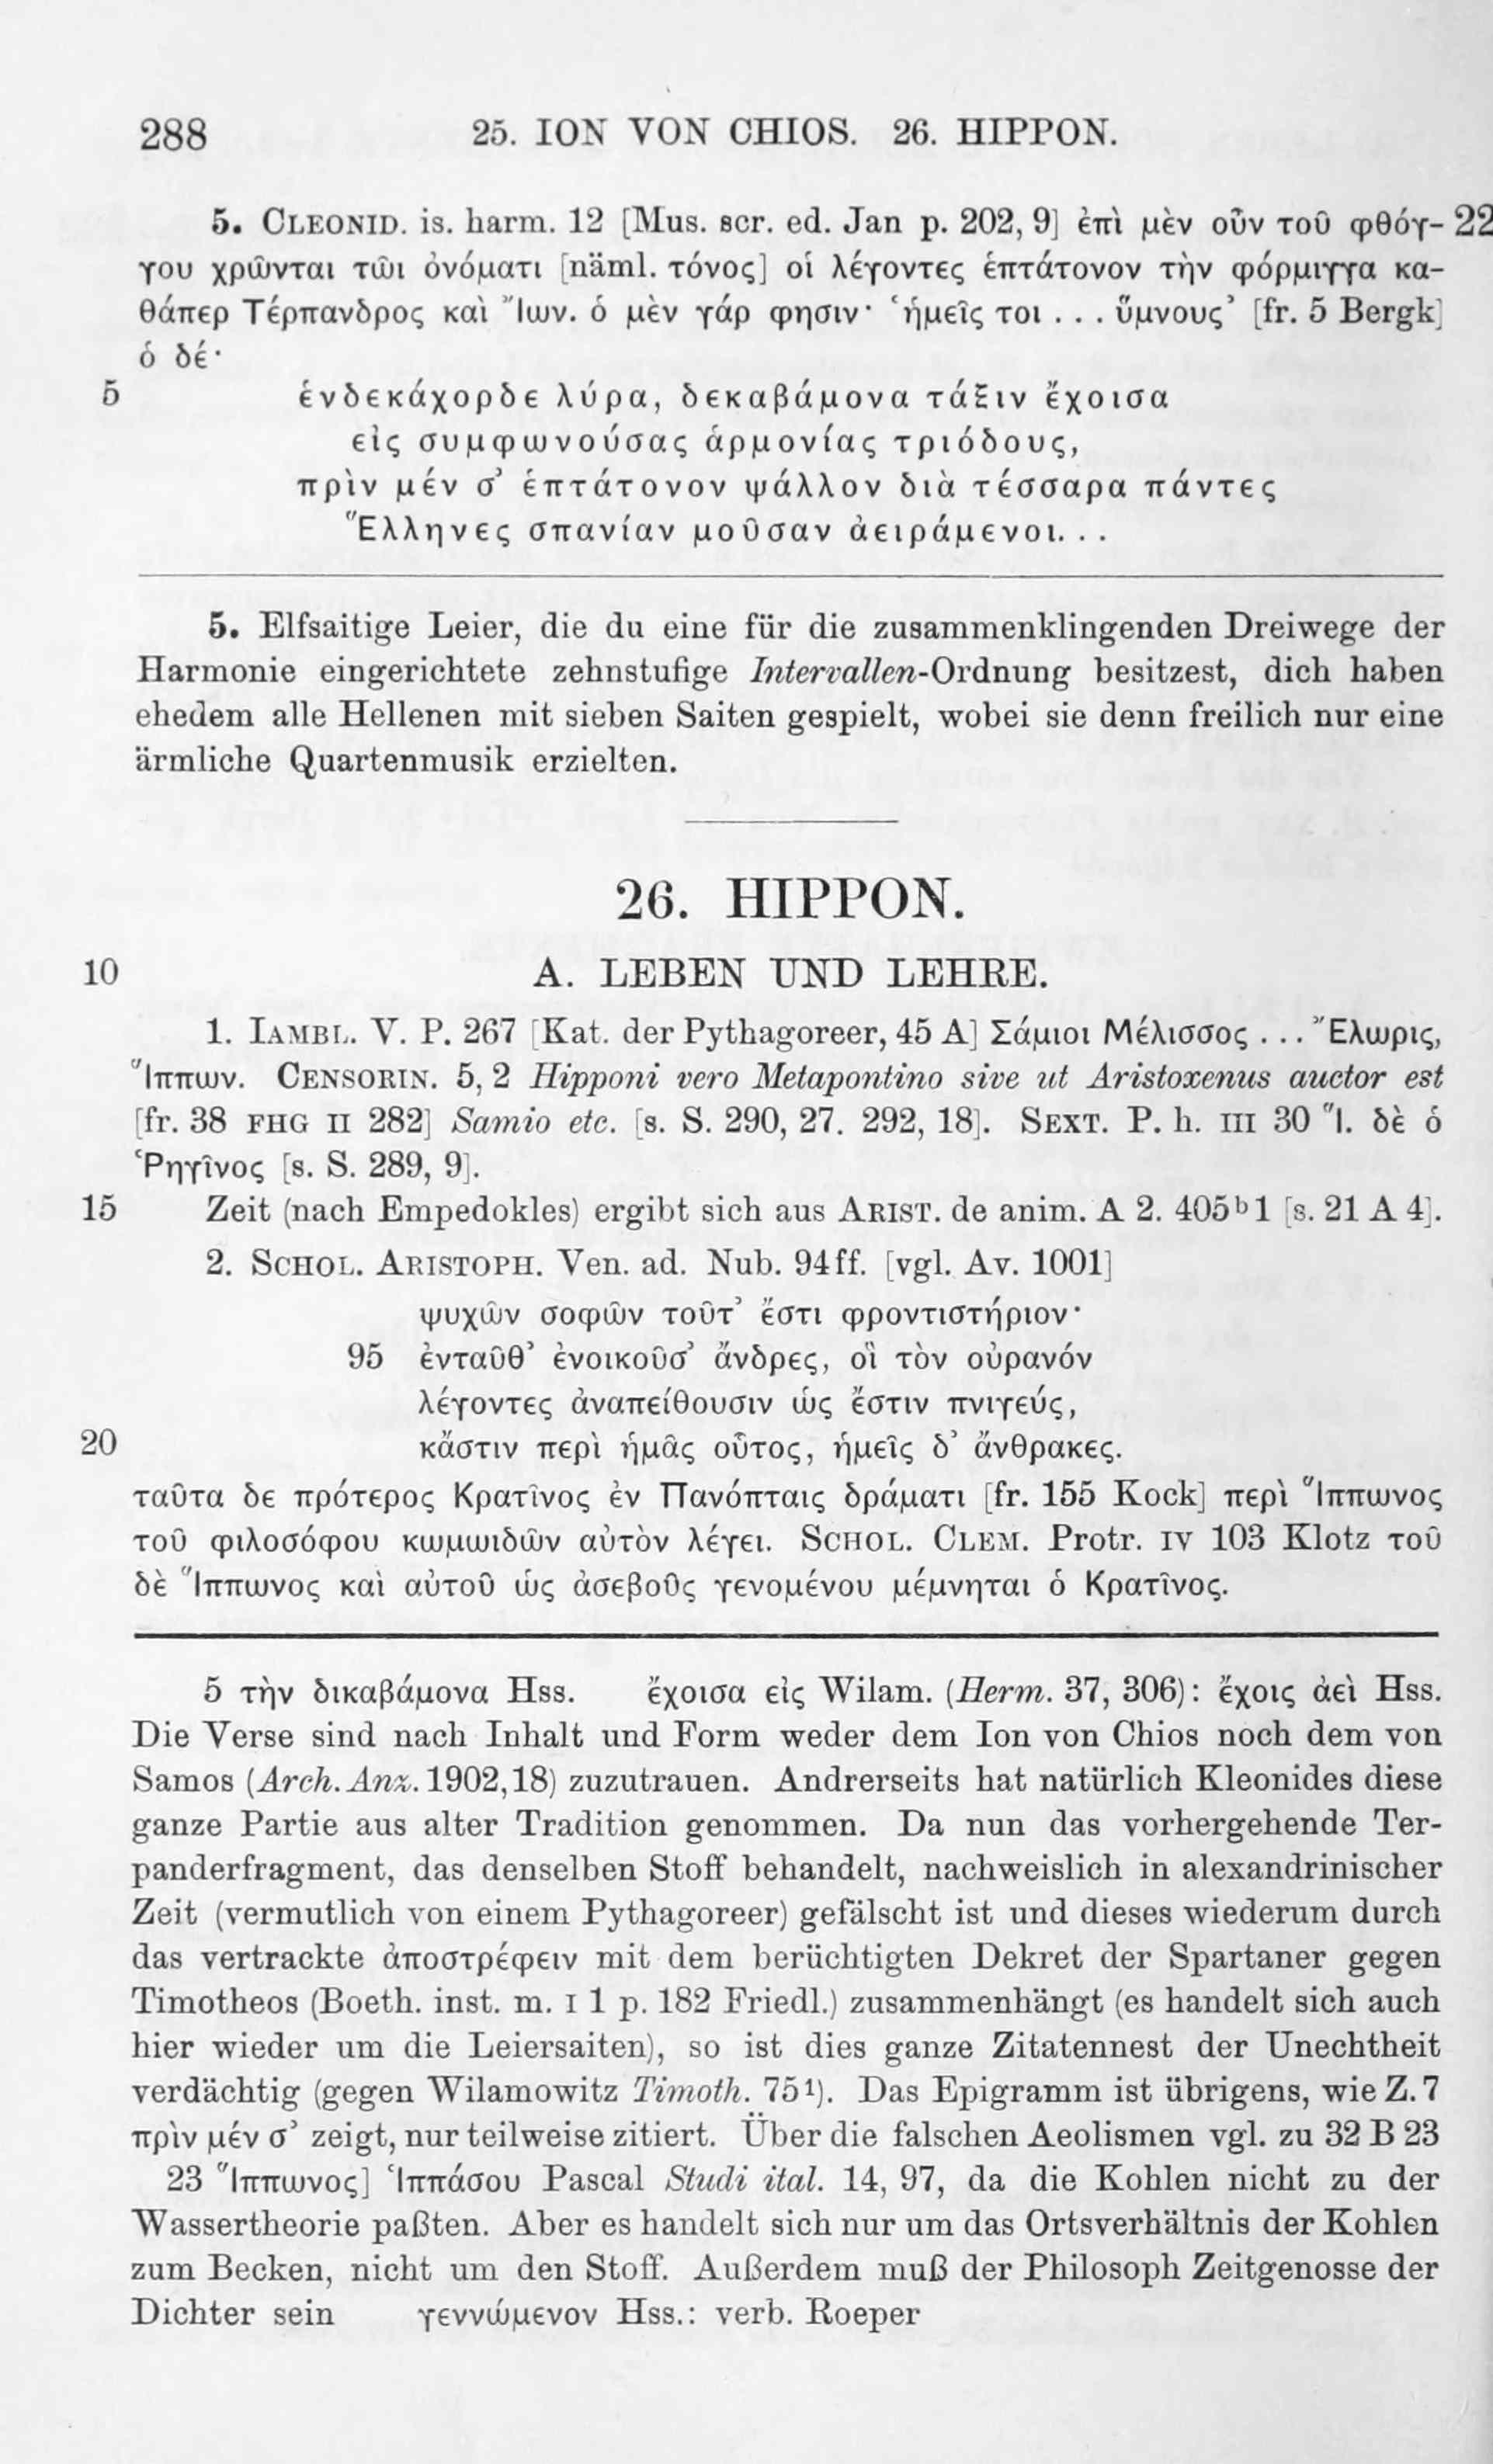 288 25. ION VON CHIOS. 26. HIPPON.
5. CLEONID. is. harm. 12 [Mus. scr. ed. Jan p. 202, 9] ἐπὶ μὲν οὖν τοῦ φθόγ- 22
γου χρῶνται τῶι ὀνόματι [näml. τόνος] οἱ λέγοντες ἑπτάτονον τὴν φόρμιγγα κα-
θάπερ Τέρπανδρος καὶ Ἴων. ὁ μὲν γάρ φησιν· ‘ἡμεῖς τοι ... ὕμνους’ [fr. 5 Bergk]
ὁ δέ·
5 ἑνδεκάχορδε λύρα, δεκαβάμονα τάξιν ἔχοισα
εἰς συμφωνούσας ἁρμονίας τριόδους,
πρὶν μέν σ’ ἑπτάτονον ψάλλον διὰ τέσσαρα πάντες
Ἕλληνες σπανίαν μοῦσαν ἀειράμενοι...
5. Elfsaitige Leier, die du eine für die zusammenklingenden Dreiwege der
Harmonie eingerichtete zehnstufige Intervallen-Ordnung besitzest, dich haben
ehedem alle Hellenen mit sieben Saiten gespielt, wobei sie denn freilich nur eine
ärmliche Quartenmusik erzielten.
26. HIPPON.
10 A. LEBEN UND LEHRE.
1. IAMBL. V. P. 267 [Kat. der Pythagoreer, 45 A] Σάμιοι Μέλισσος ... Ἔλωρις,
Ἵππων. CENSORIN. 5, 2 Hipponi vero Metapontino sive ut Aristoxenus auctor est
[fr. 38 FHG II 282] Samio etc. [s. S. 290, 27. 292, 18]. SEXT. P. h. III 30 Ἵ. δὲ ὁ
Ῥηγῖνος [s. S. 289, 9].
15 Zeit (nach Empedokles) ergibt sich aus ARIST. de anim. A 2. 405ᵇ1 [s. 21 A 4].
2. SCHOL. ARISTOPH. Ven. ad. Nub. 94ff. [vgl. Av. 1001]
ψυχῶν σοφῶν τοῦτ’ ἔστι φροντιστήριον·
95 ἐνταῦθ’ ἐνοικοῦσ’ ἄνδρες, οἳ τὸν οὐρανόν
λέγοντες ἀναπείθουσιν ὡς ἔστιν πνιγεύς,
20 κἄστιν περὶ ἡμᾶς οὗτος, ἡμεῖς δ’ ἄνθρακες.
ταῦτα δε πρότερος Κρατῖνος ἐν Πανόπταις δράματι [fr. 155 Kock] περὶ Ἵππωνος
τοῦ φιλοσόφου κωμωιδῶν αὐτὸν λέγει. SCHOL. CLEM. Protr. IV 103 Klotz τοῦ
δὲ Ἵππωνος καὶ αὐτοῦ ὡς ἀσεβοῦς γενομένου μέμνηται ὁ Κρατῖνος.
5 τὴν δικαβάμονα Hss. ἔχοισα εἰς Wilam. (Herm. 37, 306): ἔχοις ἀεὶ Hss.
Die Verse sind nach Inhalt und Form weder dem Ion von Chios noch dem von
Samos (Arch. Anz. 1902,18) zuzutrauen. Andrerseits hat natürlich Kleonides diese
ganze Partie aus alter Tradition genommen. Da nun das vorhergehende Ter-
panderfragment, das denselben Stoff behandelt, nachweislich in alexandrinischer
Zeit (vermutlich von einem Pythagoreer) gefälscht ist und dieses wiederum durch
das vertrackte ἀποστρέφειν mit dem berüchtigten Dekret der Spartaner gegen
Timotheos (Boeth. inst. m. I 1 p. 182 Friedl.) zusammenhängt (es handelt sich auch
hier wieder um die Leiersaiten), so ist dies ganze Zitatennest der Unechtheit
verdächtig (gegen Wilamowitz Timoth. 75¹). Das Epigramm ist übrigens, wie Z. 7
πρὶν μέν σ’ zeigt, nur teilweise zitiert. Über die falschen Aeolismen vgl. zu 32 B 23
23 Ἵππωνος] Ἱππάσου Pascal Studi ital. 14, 97, da die Kohlen nicht zu der
Wassertheorie paßten. Aber es handelt sich nur um das Ortsverhältnis der Kohlen
zum Becken, nicht um den Stoff. Außerdem muß der Philosoph Zeitgenosse der
Dichter sein γεννώμενον Hss.: verb. Roeper